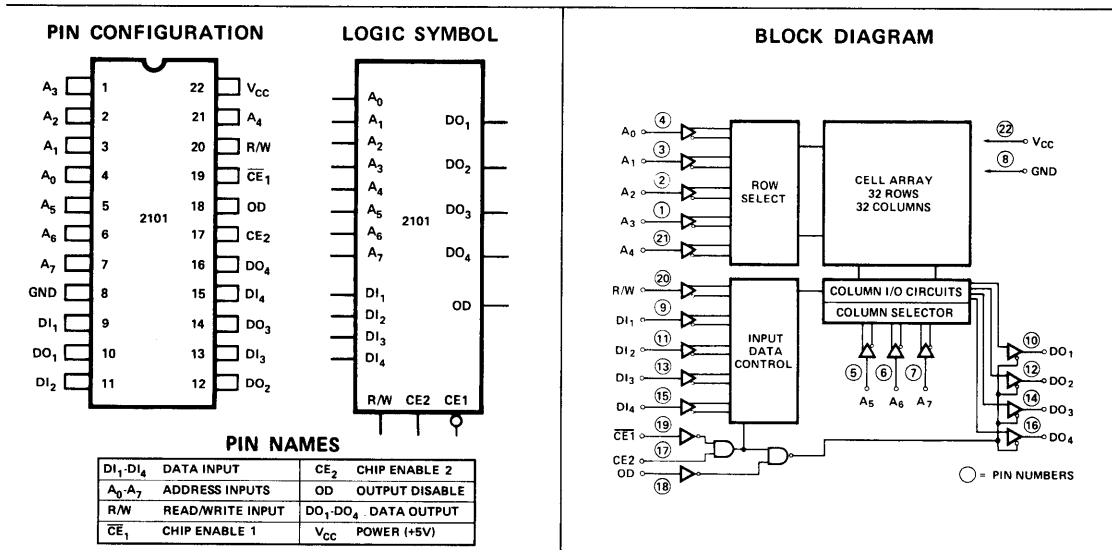 PIN CONFIGURATION
A3 1 22 VCC
A2 2 21 A4
A1 3 20 R/W
A0 4 19 C̅E̅1
A5 5 18 OD
2101
A6 6 17 CE2
A7 7 16 DO4
GND 8 15 DI4
DI1 9 14 DO3
DO1 10 13 DI3
DI2 11 12 DO2
LOGIC SYMBOL
A0
A1
A2
A3
A4
A5
A6
A7
DI1
DI2
DI3
DI4
2101
DO1
DO2
DO3
DO4
OD
R/W CE2 CE1
PIN NAMES
DI1-DI4 DATA INPUT CE2 CHIP ENABLE 2
A0-A7 ADDRESS INPUTS OD OUTPUT DISABLE
R/W READ/WRITE INPUT DO1-DO4 DATA OUTPUT
C̅E̅1 CHIP ENABLE 1 VCC POWER (+5V)
BLOCK DIAGRAM
A0 4
A1 3
A2 2
A3 1
A4 21
ROW
SELECT
CELL ARRAY
32 ROWS
32 COLUMNS
22 VCC
8 GND
R/W 20
DI1 9
DI2 11
DI3 13
DI4 15
C̅E̅1̅ 19
CE2 17
OD 18
INPUT
DATA
CONTROL
COLUMN I/O CIRCUITS
COLUMN SELECTOR
5 6 7
A5 A6 A7
10 DO1
12 DO2
14 DO3
16 DO4
= PIN NUMBERS